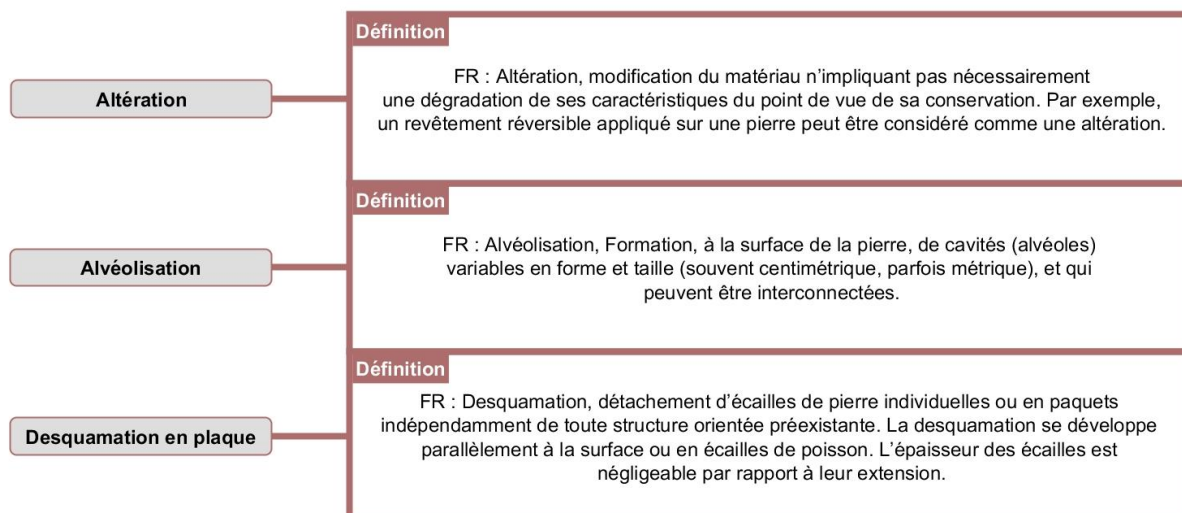 Définition
Altération
FR : Altération, modification du matériau n’impliquant pas nécessairement
une dégradation de ses caractéristiques du point de vue de sa conservation. Par exemple,
un revêtement réversible appliqué sur une pierre peut être considéré comme une altération.
Définition
Alvéolisation
FR : Alvéolisation, Formation, à la surface de la pierre, de cavités (alvéoles)
variables en forme et taille (souvent centimétrique, parfois métrique), et qui
peuvent être interconnectées.
Définition
Desquamation en plaque
FR : Desquamation, détachement d’écailles de pierre individuelles ou en paquets
indépendamment de toute structure orientée préexistante. La desquamation se développe
parallèlement à la surface ou en écailles de poisson. L’épaisseur des écailles est
négligeable par rapport à leur extension.